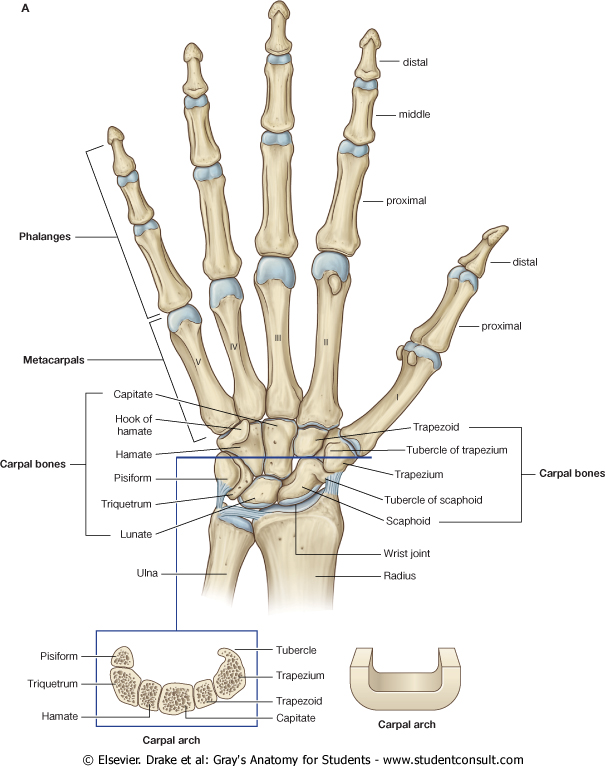 A
distal
middle
proximal
Phalanges
distal
proximal
Metacarpals
I
II
III
IV
V
Capitate
Hook of
hamate
Hamate
Carpal bones
Pisiform
Triquetrum
Lunate
Ulna
Trapezoid
Tubercle of trapezium
Trapezium
Carpal bones
Tubercle of scaphoid
Scaphoid
Wrist joint
Radius
Pisiform
Triquetrum
Hamate
Tubercle
Trapezium
Trapezoid
Capitate
Carpal arch
Carpal arch
© Elsevier. Drake et al: Gray's Anatomy for Students - www.studentconsult.com